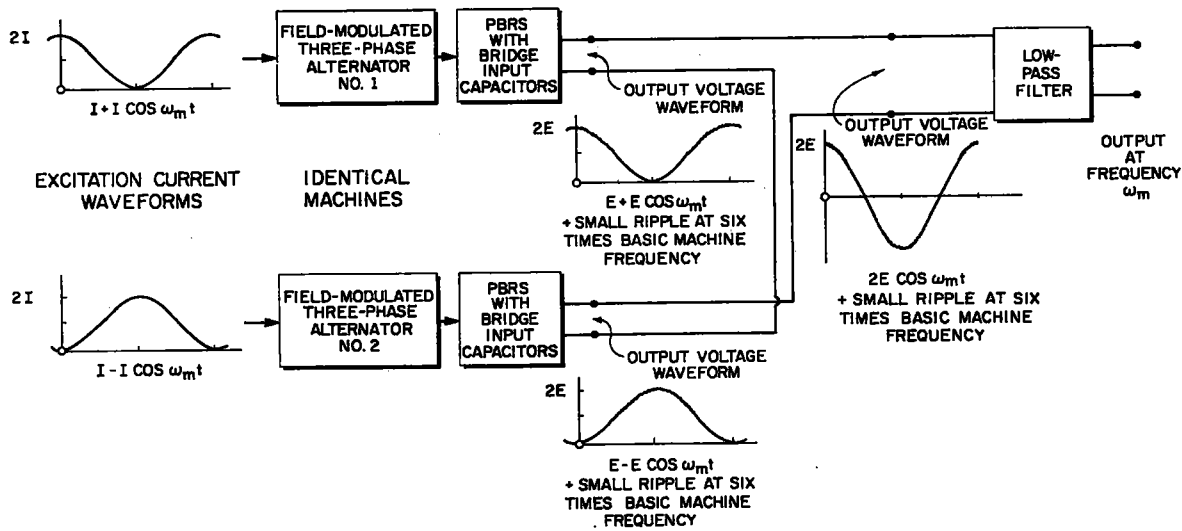 2I
I + I COS ωmt
FIELD-MODULATED
THREE-PHASE
ALTERNATOR
NO. 1
PBRS
WITH
BRIDGE
INPUT
CAPACITORS
OUTPUT VOLTAGE
WAVEFORM
2E
E + E COS ωmt
+ SMALL RIPPLE AT SIX
TIMES BASIC MACHINE
FREQUENCY
OUTPUT VOLTAGE
WAVEFORM
2E
2E COS ωmt
+ SMALL RIPPLE AT SIX
TIMES BASIC MACHINE
FREQUENCY
LOW-
PASS
FILTER
OUTPUT
AT
FREQUENCY
ωm
EXCITATION CURRENT
WAVEFORMS
IDENTICAL
MACHINES
2I
I - I COS ωmt
FIELD-MODULATED
THREE-PHASE
ALTERNATOR
NO. 2
PBRS
WITH
BRIDGE
INPUT
CAPACITORS
OUTPUT VOLTAGE
WAVEFORM
2E
E - E COS ωmt
+ SMALL RIPPLE AT SIX
TIMES BASIC MACHINE
FREQUENCY